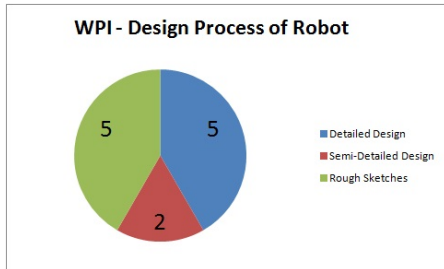 WPI - Design Process of Robot
5
5
2
Detailed Design
Semi-Detailed Design
Rough Sketches